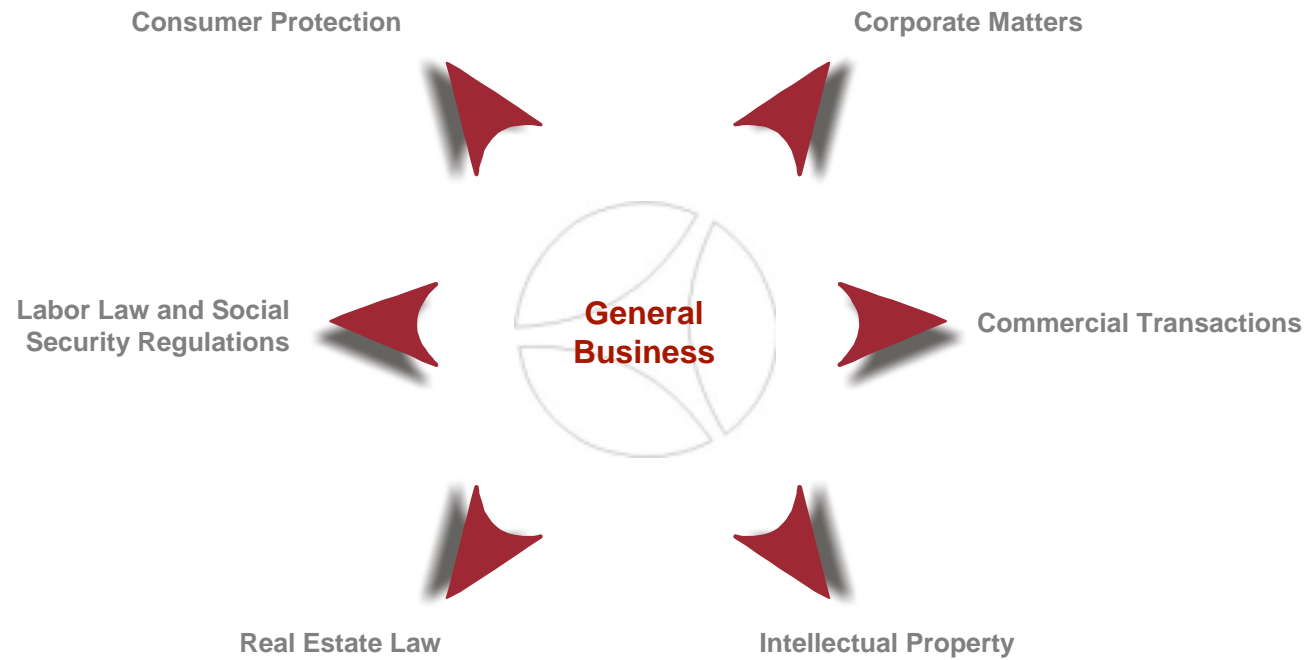 Consumer Protection
Corporate Matters
Labor Law and Social
Security Regulations
General
Business
Commercial Transactions
Real Estate Law
Intellectual Property